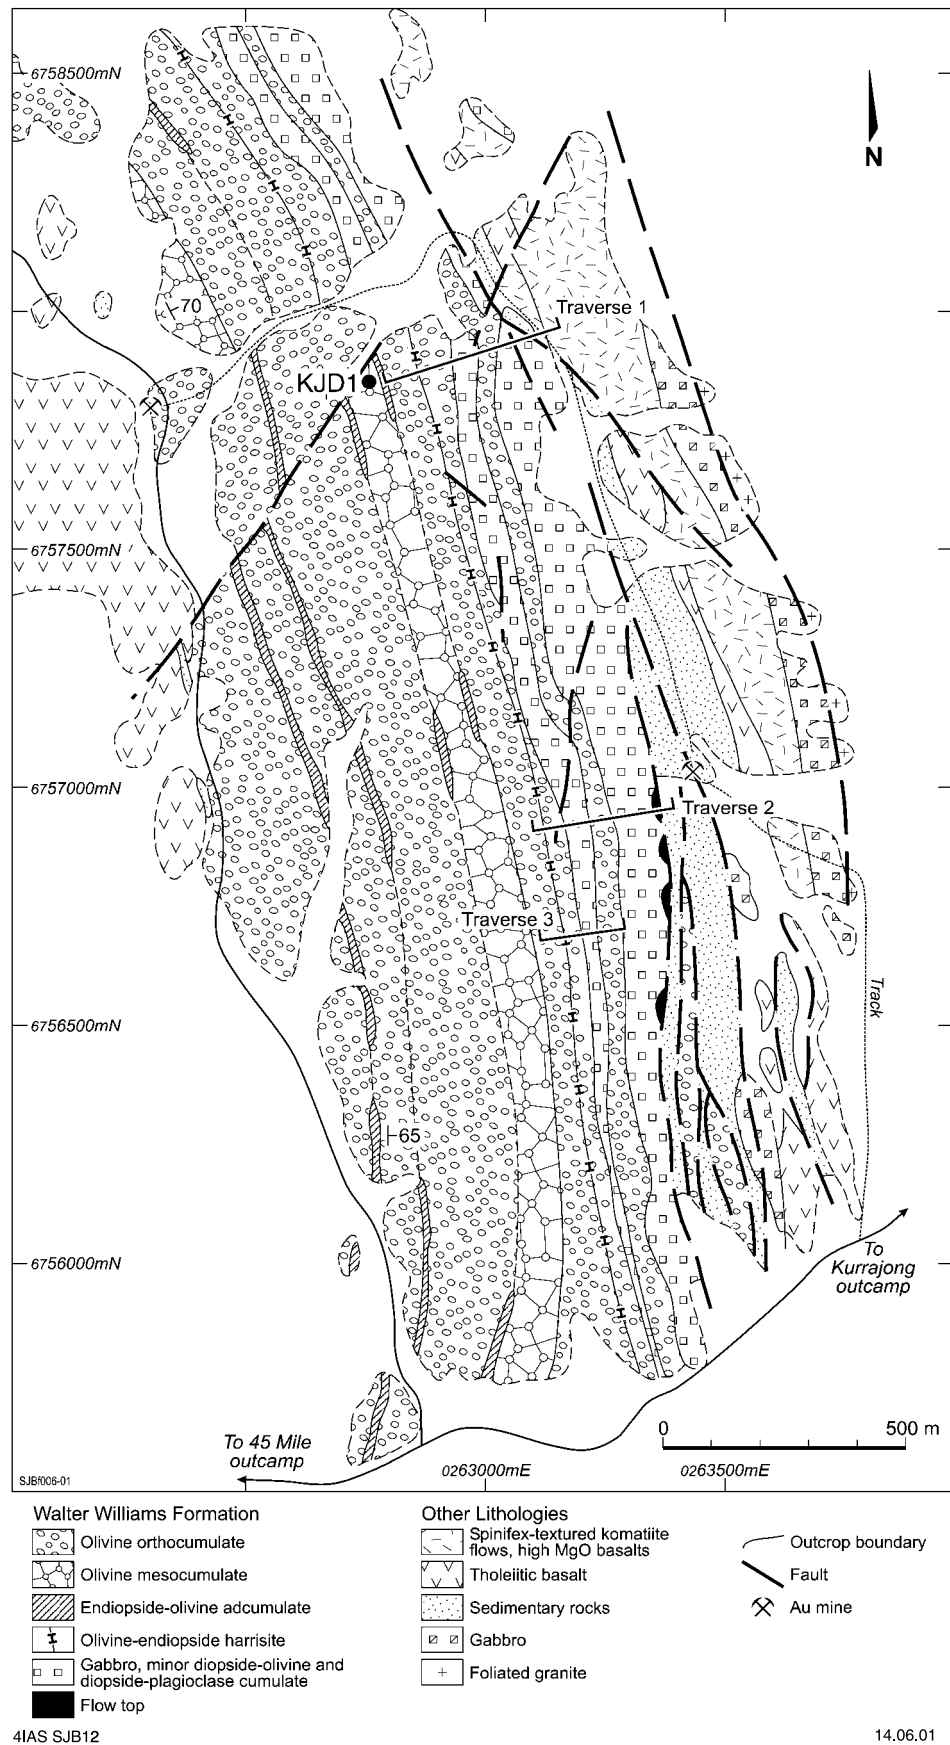 6758500mN
N
70
Traverse 1
KJD1
6757500mN
6757000mN
Traverse 2
Traverse 3
Track
6756500mN
65
6756000mN
To
Kurrajong
outcamp
0
500 m
To 45 Mile
outcamp
SJBf006-01
0263000mE
0263500mE
Walter Williams Formation
Olivine orthocumulate
Olivine mesocumulate
Endiopside-olivine adcumulate
Olivine-endiopside harrisite
Gabbro, minor diopside-olivine and
diopside-plagioclase cumulate
Flow top
Other Lithologies
Spinifex-textured komatiite
flows, high MgO basalts
Tholeiitic basalt
Sedimentary rocks
Gabbro
Foliated granite
Outcrop boundary
Fault
Au mine
4IAS SJB12
14.06.01